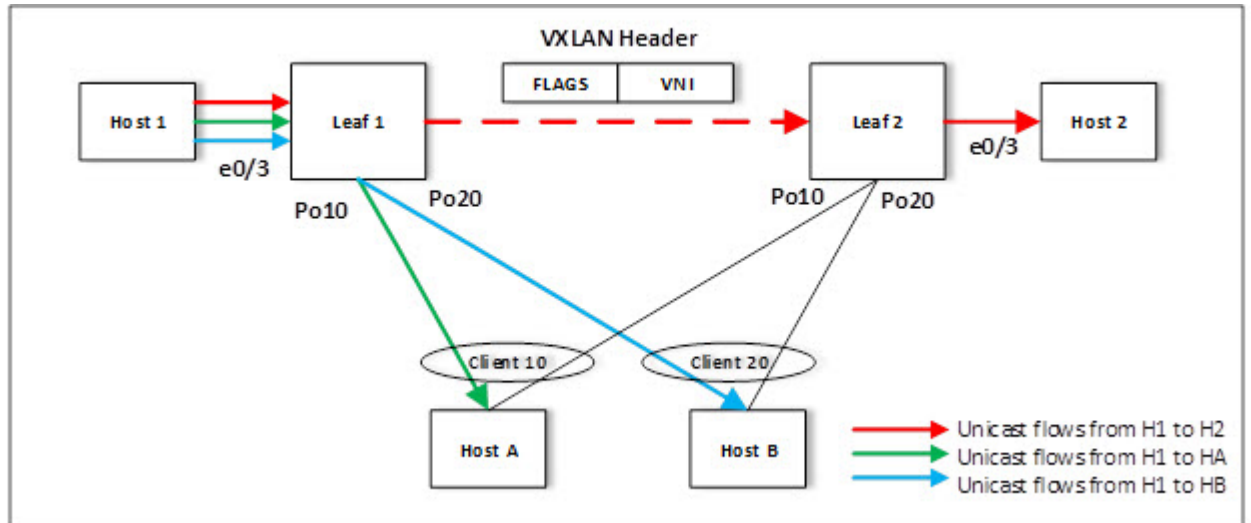 VXLAN Header
FLAGS VNI
Host 1
Leaf 1
Leaf 2
Host 2
e0/3
e0/3
Po10
Po20
Po10
Po20
Client 10
Client 20
Host A
Host B
Unicast flows from H1 to H2
Unicast flows from H1 to HA
Unicast flows from H1 to HB